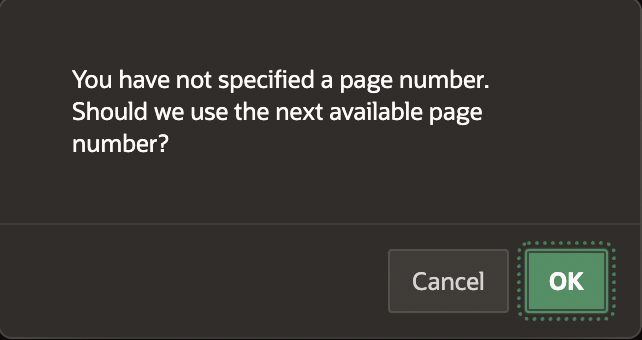 You have not specified a page number.
Should we use the next available page
number?
Cancel
OK